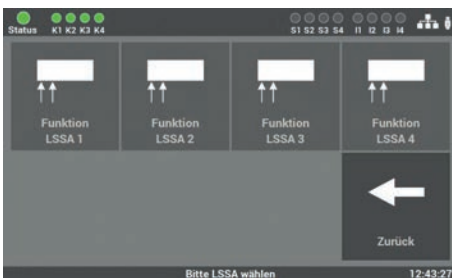 Status K1 K2 K3 K4 S1 S2 S3 S4 I1 I2 I3 I4
Funktion
LSSA 1
Funktion
LSSA 2
Funktion
LSSA 3
Funktion
LSSA 4
Zurück
Bitte LSSA wählen 12:43:27